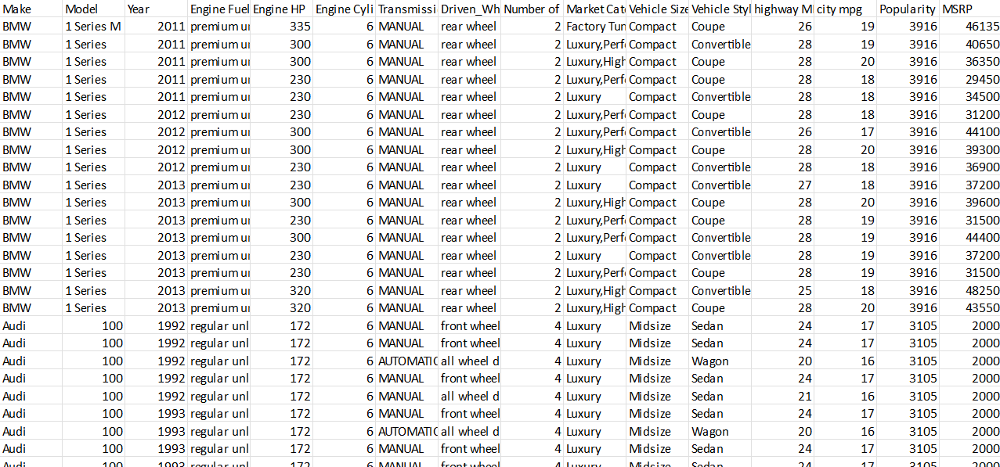 Make Model Year Engine Fuel Engine HP Engine Cyli Transmissi Driven_Wh Number of Market Cat Vehicle Size Vehicle Styl highway M city mpg Popularity MSRP
BMW 1 Series M 2011 premium u 335 6 MANUAL rear wheel 2 Factory Tun Compact Coupe 26 19 3916 46135
BMW 1 Series 2011 premium u 300 6 MANUAL rear wheel 2 Luxury,Perf Compact Convertible 28 19 3916 40650
BMW 1 Series 2011 premium u 300 6 MANUAL rear wheel 2 Luxury,High Compact Coupe 28 20 3916 36350
BMW 1 Series 2011 premium u 230 6 MANUAL rear wheel 2 Luxury,Perf Compact Coupe 28 18 3916 29450
BMW 1 Series 2011 premium u 230 6 MANUAL rear wheel 2 Luxury Compact Convertible 28 18 3916 34500
BMW 1 Series 2012 premium u 230 6 MANUAL rear wheel 2 Luxury,Perf Compact Coupe 28 18 3916 31200
BMW 1 Series 2012 premium u 300 6 MANUAL rear wheel 2 Luxury,Perf Compact Convertible 26 17 3916 44100
BMW 1 Series 2012 premium u 300 6 MANUAL rear wheel 2 Luxury,High Compact Coupe 28 20 3916 39300
BMW 1 Series 2012 premium u 230 6 MANUAL rear wheel 2 Luxury Compact Convertible 28 18 3916 36900
BMW 1 Series 2013 premium u 230 6 MANUAL rear wheel 2 Luxury Compact Convertible 27 18 3916 37200
BMW 1 Series 2013 premium u 300 6 MANUAL rear wheel 2 Luxury,High Compact Coupe 28 20 3916 39600
BMW 1 Series 2013 premium u 230 6 MANUAL rear wheel 2 Luxury,Perf Compact Coupe 28 19 3916 31500
BMW 1 Series 2013 premium u 300 6 MANUAL rear wheel 2 Luxury,Perf Compact Convertible 28 19 3916 44400
BMW 1 Series 2013 premium u 230 6 MANUAL rear wheel 2 Luxury Compact Convertible 28 19 3916 37200
BMW 1 Series 2013 premium u 230 6 MANUAL rear wheel 2 Luxury,Perf Compact Coupe 28 19 3916 31500
BMW 1 Series 2013 premium u 320 6 MANUAL rear wheel 2 Luxury,High Compact Convertible 25 18 3916 48250
BMW 1 Series 2013 premium u 320 6 MANUAL rear wheel 2 Luxury,High Compact Coupe 28 20 3916 43550
Audi 100 1992 regular unl 172 6 MANUAL front wheel 4 Luxury Midsize Sedan 24 17 3105 2000
Audi 100 1992 regular unl 172 6 MANUAL front wheel 4 Luxury Midsize Sedan 24 17 3105 2000
Audi 100 1992 regular unl 172 6 AUTOMATIC all wheel d 4 Luxury Midsize Wagon 20 16 3105 2000
Audi 100 1992 regular unl 172 6 MANUAL front wheel 4 Luxury Midsize Sedan 24 17 3105 2000
Audi 100 1992 regular unl 172 6 MANUAL all wheel d 4 Luxury Midsize Sedan 21 16 3105 2000
Audi 100 1993 regular unl 172 6 MANUAL front wheel 4 Luxury Midsize Sedan 24 17 3105 2000
Audi 100 1993 regular unl 172 6 AUTOMATIC all wheel d 4 Luxury Midsize Wagon 20 16 3105 2000
Audi 100 1993 regular unl 172 6 MANUAL front wheel 4 Luxury Midsize Sedan 24 17 3105 2000
Audi 100 1993 regular unl 172 6 MANUAL front wheel 4 Luxury Midsize Sedan 24 17 3105 2000